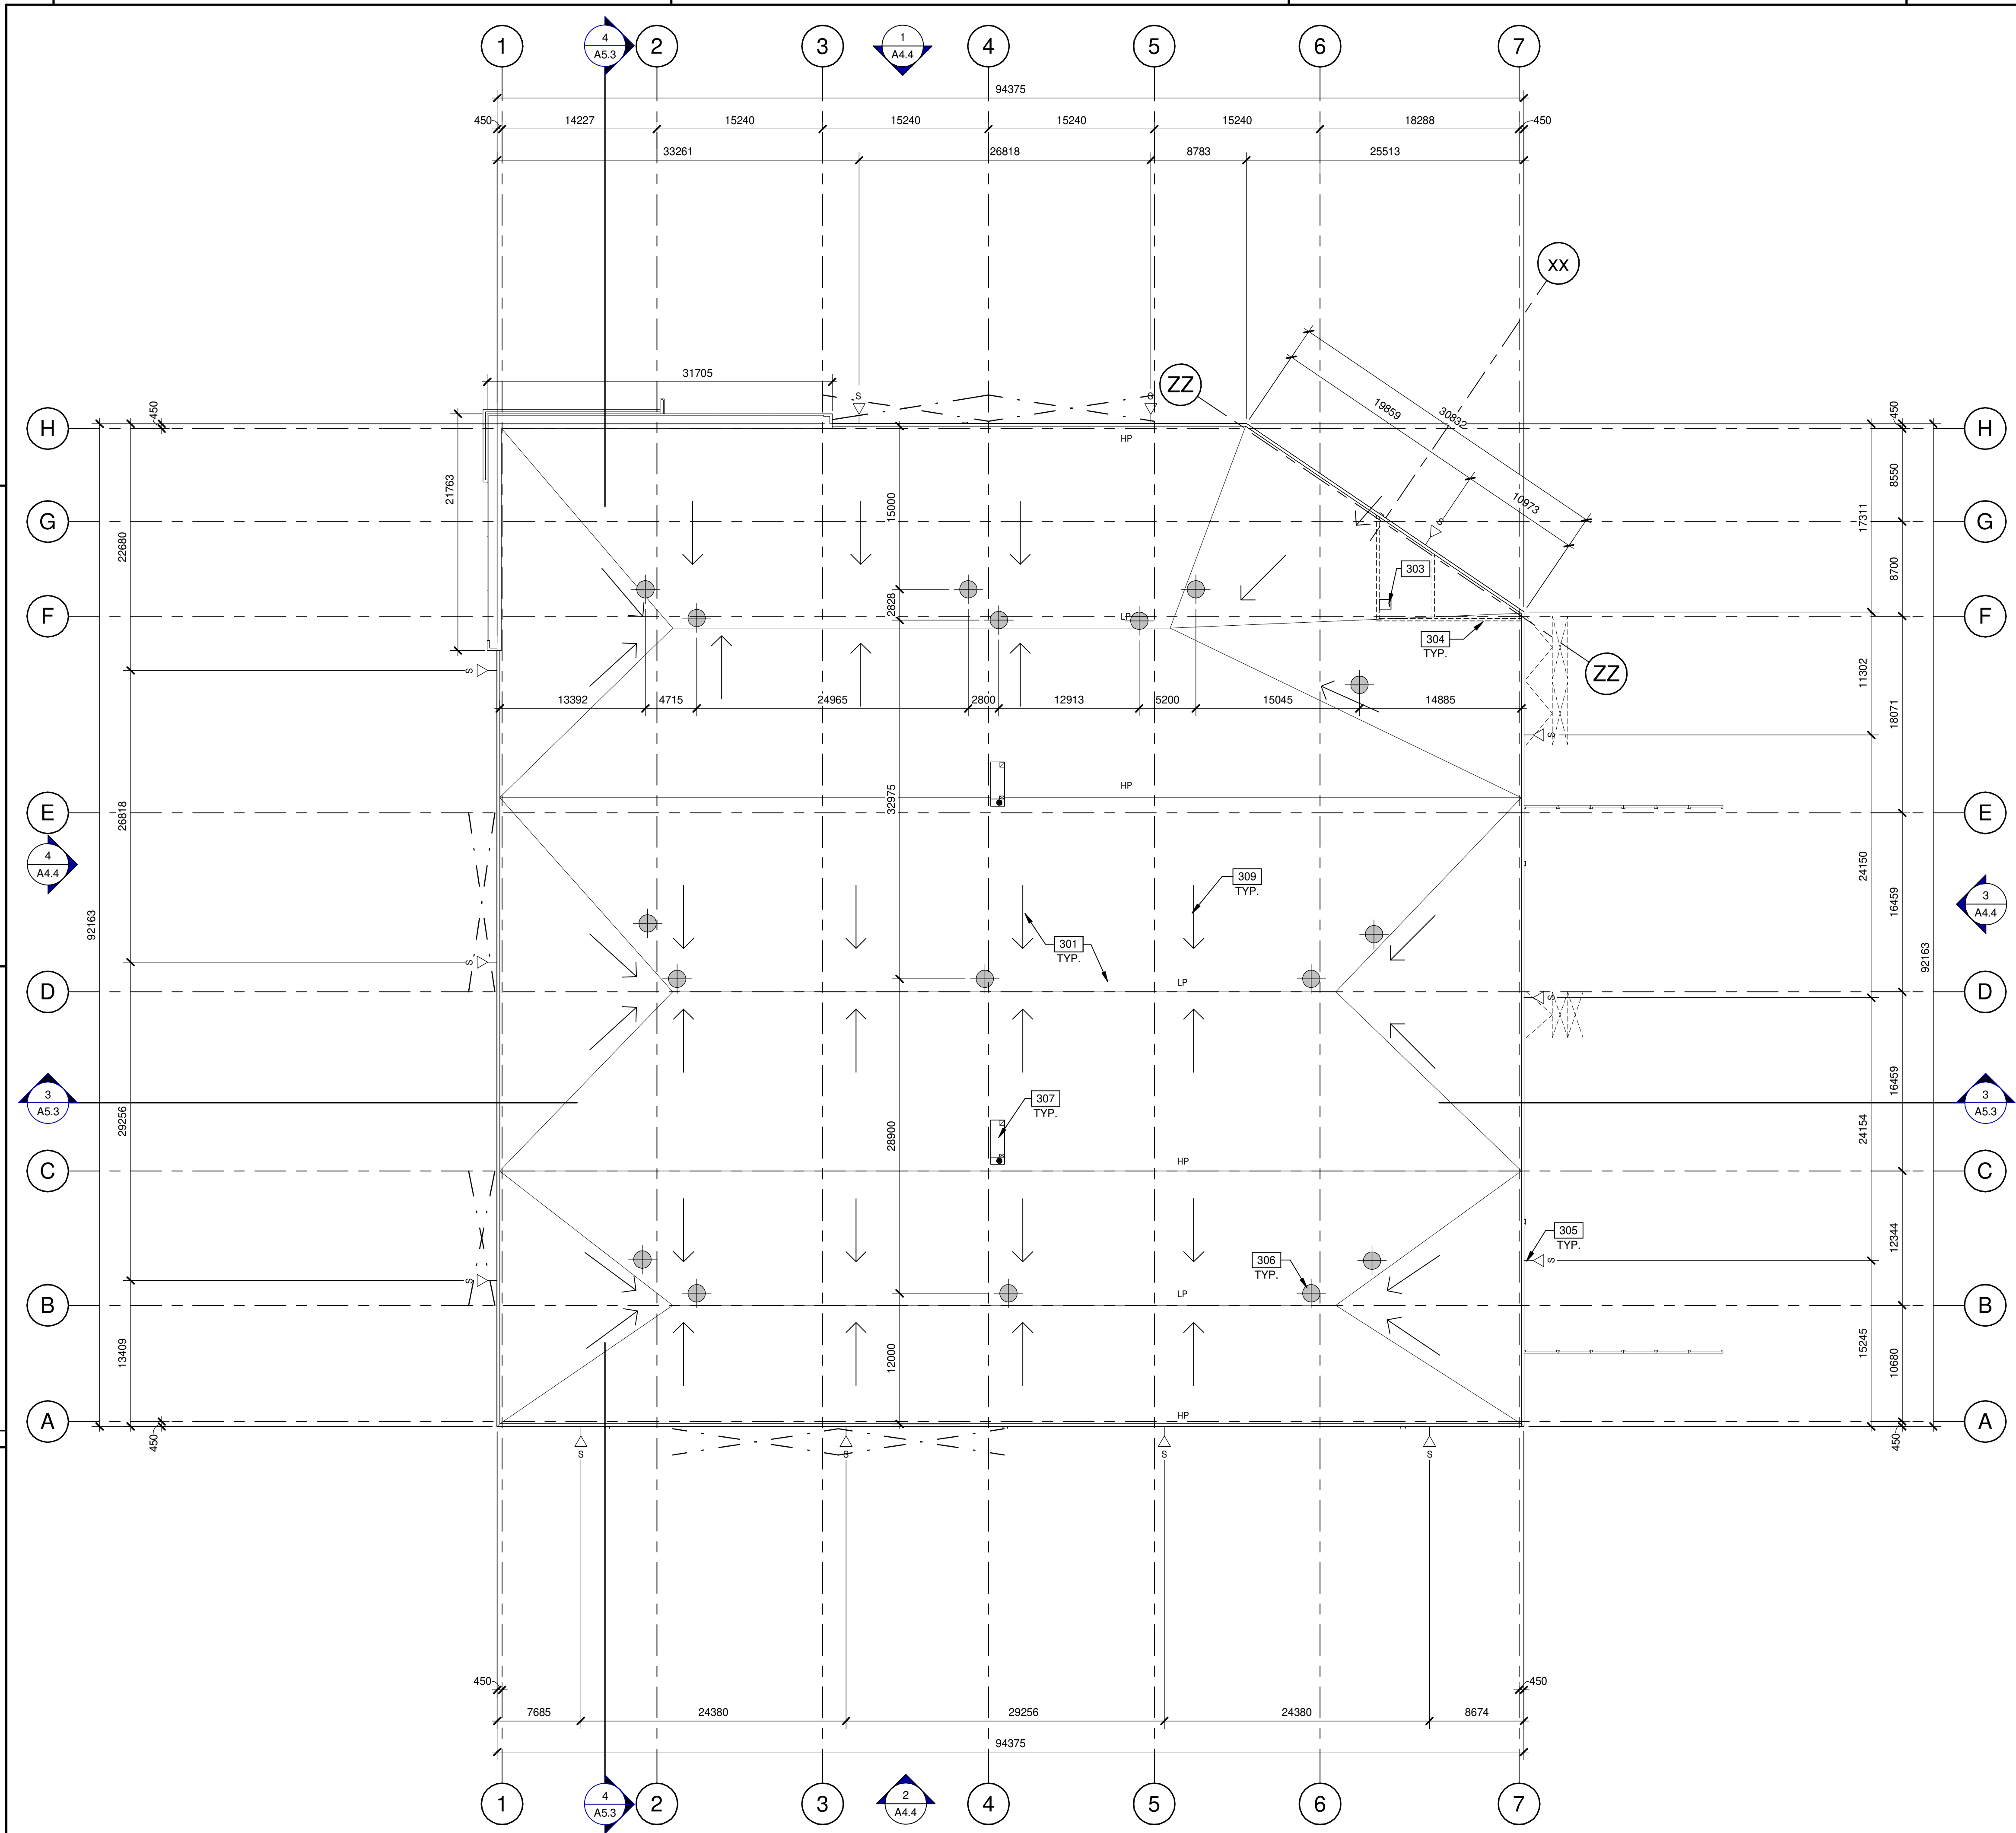 1
4
A5.3
2
3
1
A4.4
4
5
6
7
94375
450
14227
15240
15240
15240
15240
18288
450
33261
26818
8783
25513
XX
ZZ
31705
S
S
19859
30832
10973
S
450
450
H
HP
H
21763
15000
8550
17311
G
G
22680
303
8700
2828
F
LP
F
304
TYP.
ZZ
S
11302
13392
4715
24965
2800
12913
5200
15045
14885
18071
S
HP
32975
26818
E
E
4
A4.4
309
TYP.
24150
16459
3
A4.4
92163
301
TYP.
92163
S
LP
S
D
D
3
A5.3
307
TYP.
3
A5.3
29256
28900
16459
24154
C
HP
C
305
TYP.
12344
306
TYP.
S
S
B
LP
B
13409
12000
15245
10680
HP
A
A
450
450
S
S
S
S
450
450
7685
24380
29256
24380
8674
94375
1
4
A5.3
2
3
2
A4.4
4
5
6
7